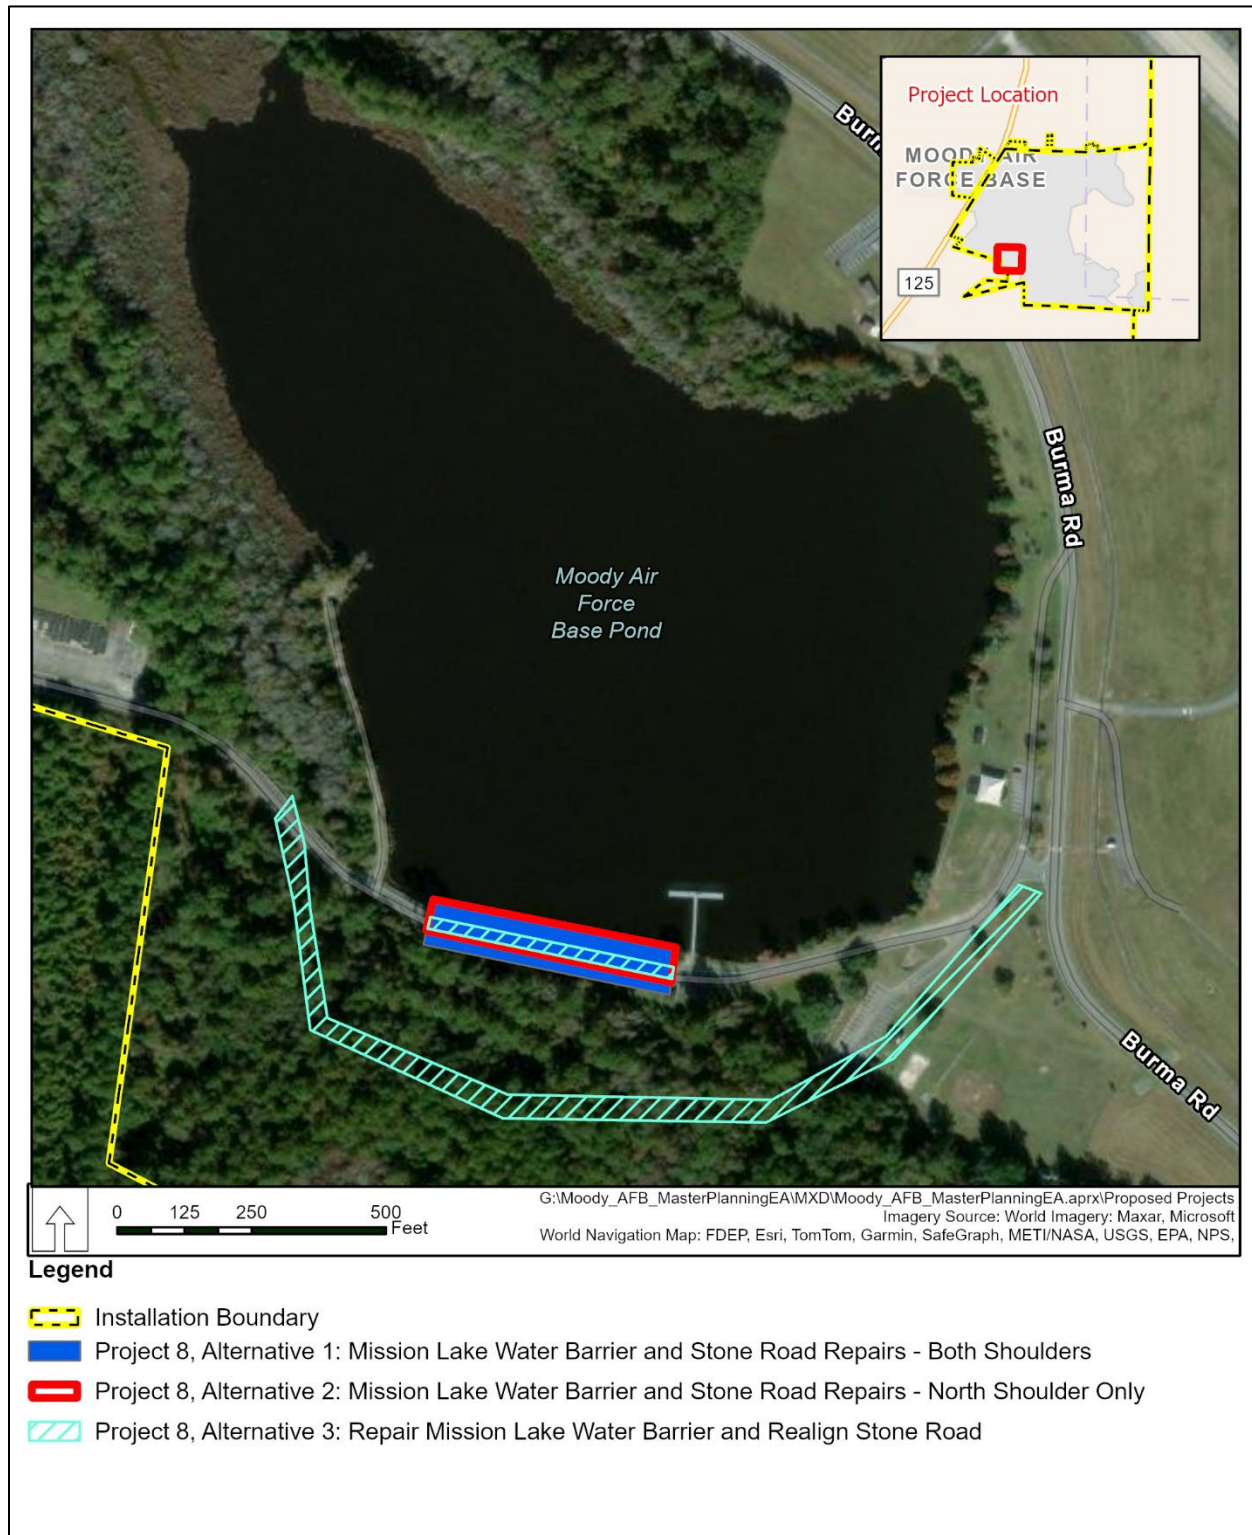 Project Location
MOODY AIR
FORCE BASE
125
Burma Rd
Moody Air
Force
Base Pond
Burma Rd
0 125 250 500
Feet
G:\Moody_AFB_MasterPlanningEA\MXD\Moody_AFB_MasterPlanningEA.aprx\Proposed Projects
Imagery Source: World Imagery: Maxar, Microsoft
World Navigation Map: FDEP, Esri, TomTom, Garmin, SafeGraph, METI/NASA, USGS, EPA, NPS,
Legend
Installation Boundary
Project 8, Alternative 1: Mission Lake Water Barrier and Stone Road Repairs - Both Shoulders
Project 8, Alternative 2: Mission Lake Water Barrier and Stone Road Repairs - North Shoulder Only
Project 8, Alternative 3: Repair Mission Lake Water Barrier and Realign Stone Road